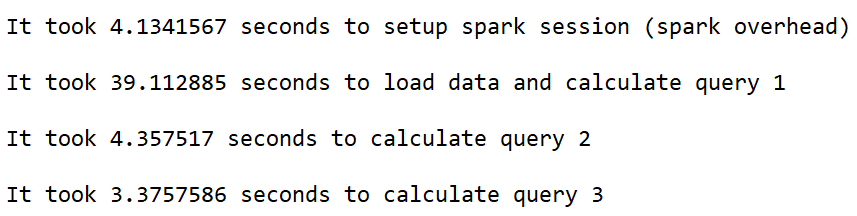 It took 4.1341567 seconds to setup spark session (spark overhead)
It took 39.112885 seconds to load data and calculate query 1
It took 4.357517 seconds to calculate query 2
It took 3.3757586 seconds to calculate query 3